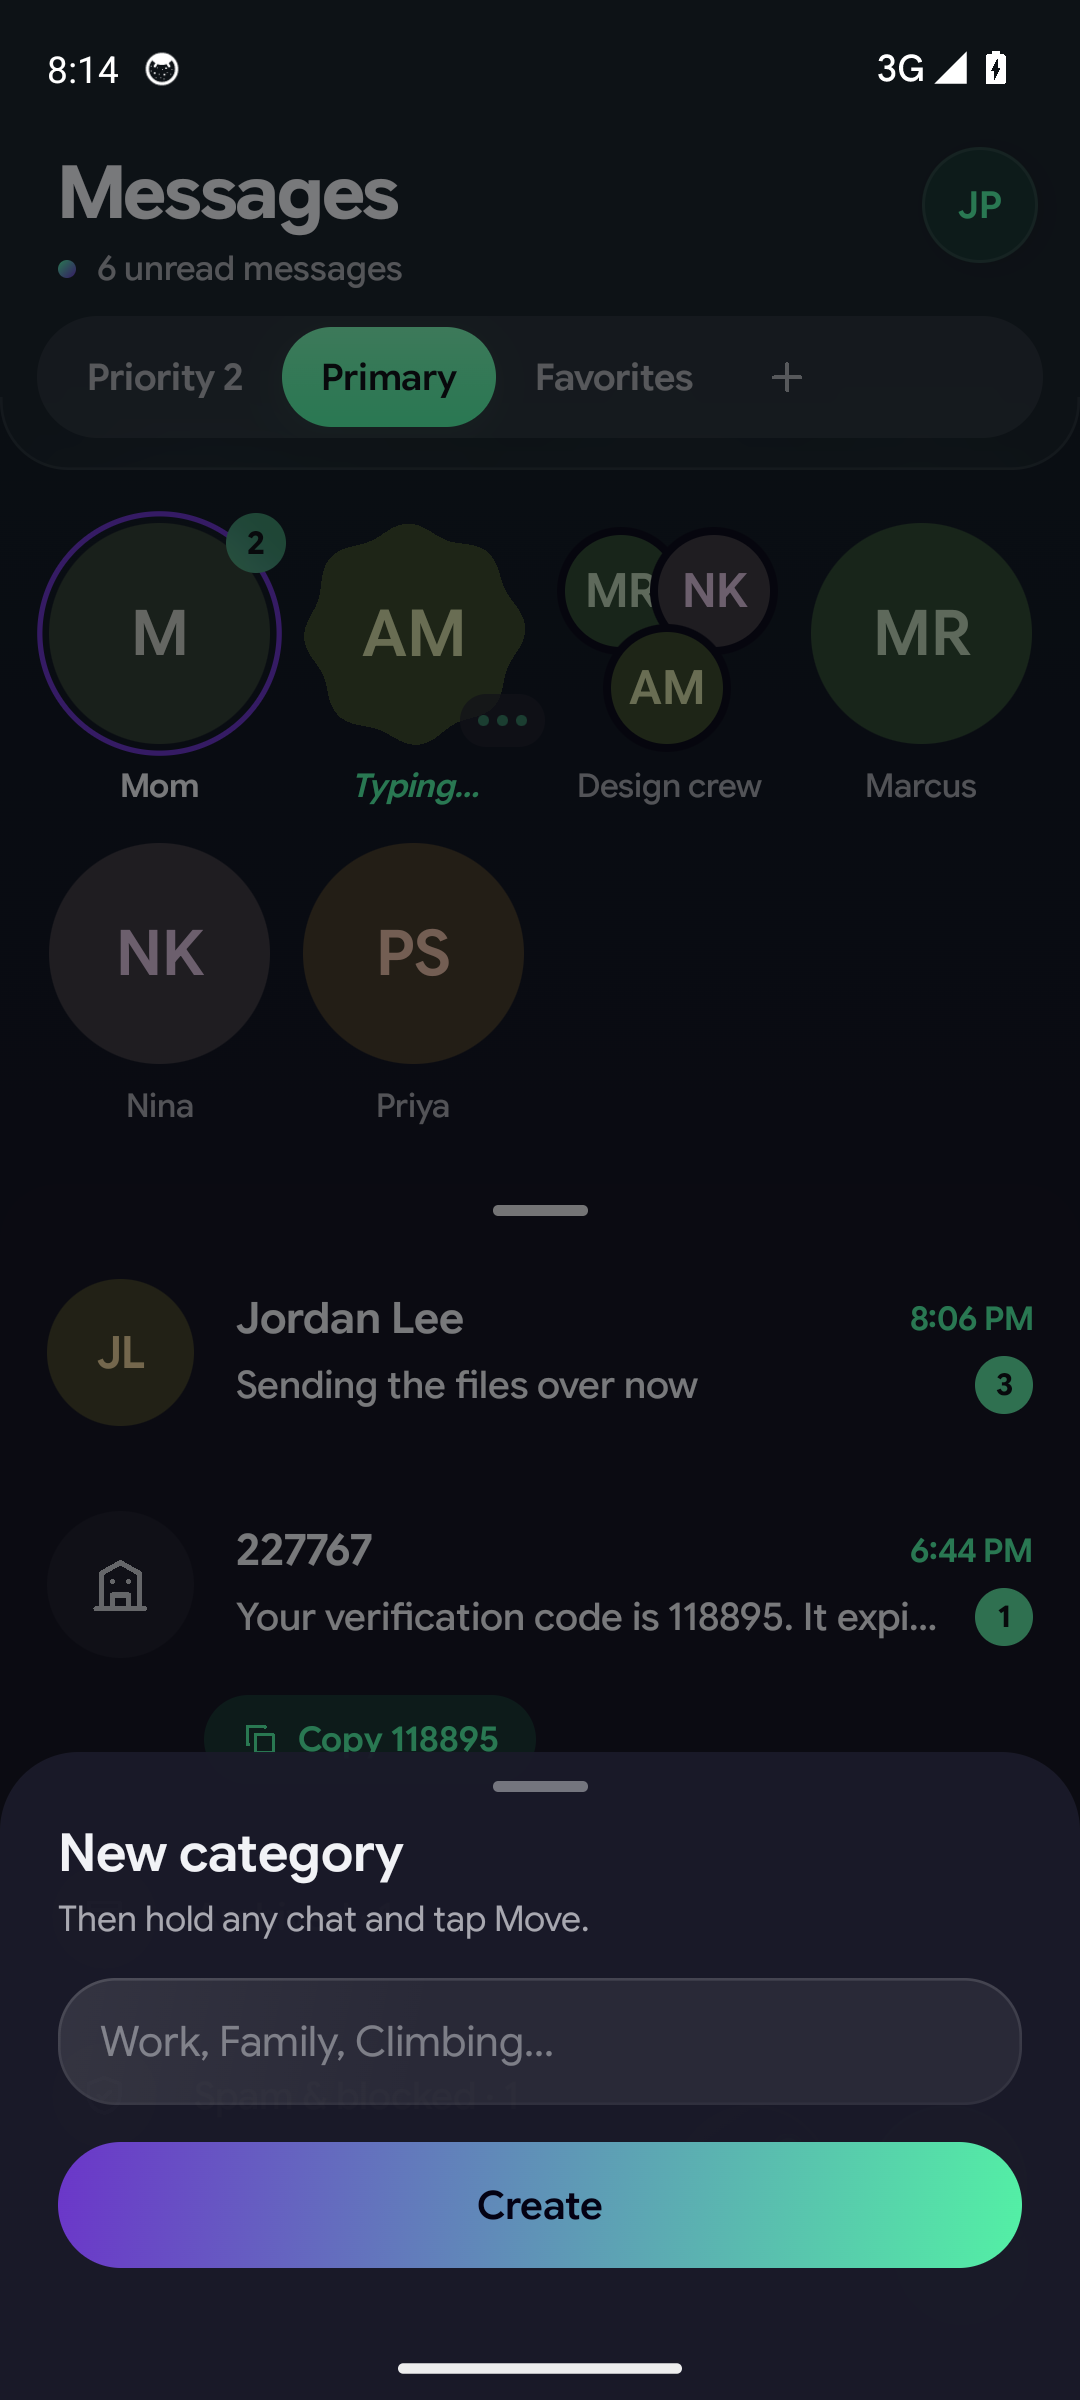 8:14
3G
Messages
JP
6 unread messages
Priority 2
Primary
Favorites
M
2
AM
MR
NK
AM
MR
Mom
Typing...
Design crew
Marcus
NK
PS
Nina
Priya
JL
Jordan Lee
8:06 PM
Sending the files over now
3
227767
6:44 PM
Your verification code is 118895. It expi...
1
Copy 118895
New category
Then hold any chat and tap Move.
Work, Family, Climbing...
Spam & blocked · 1
Create